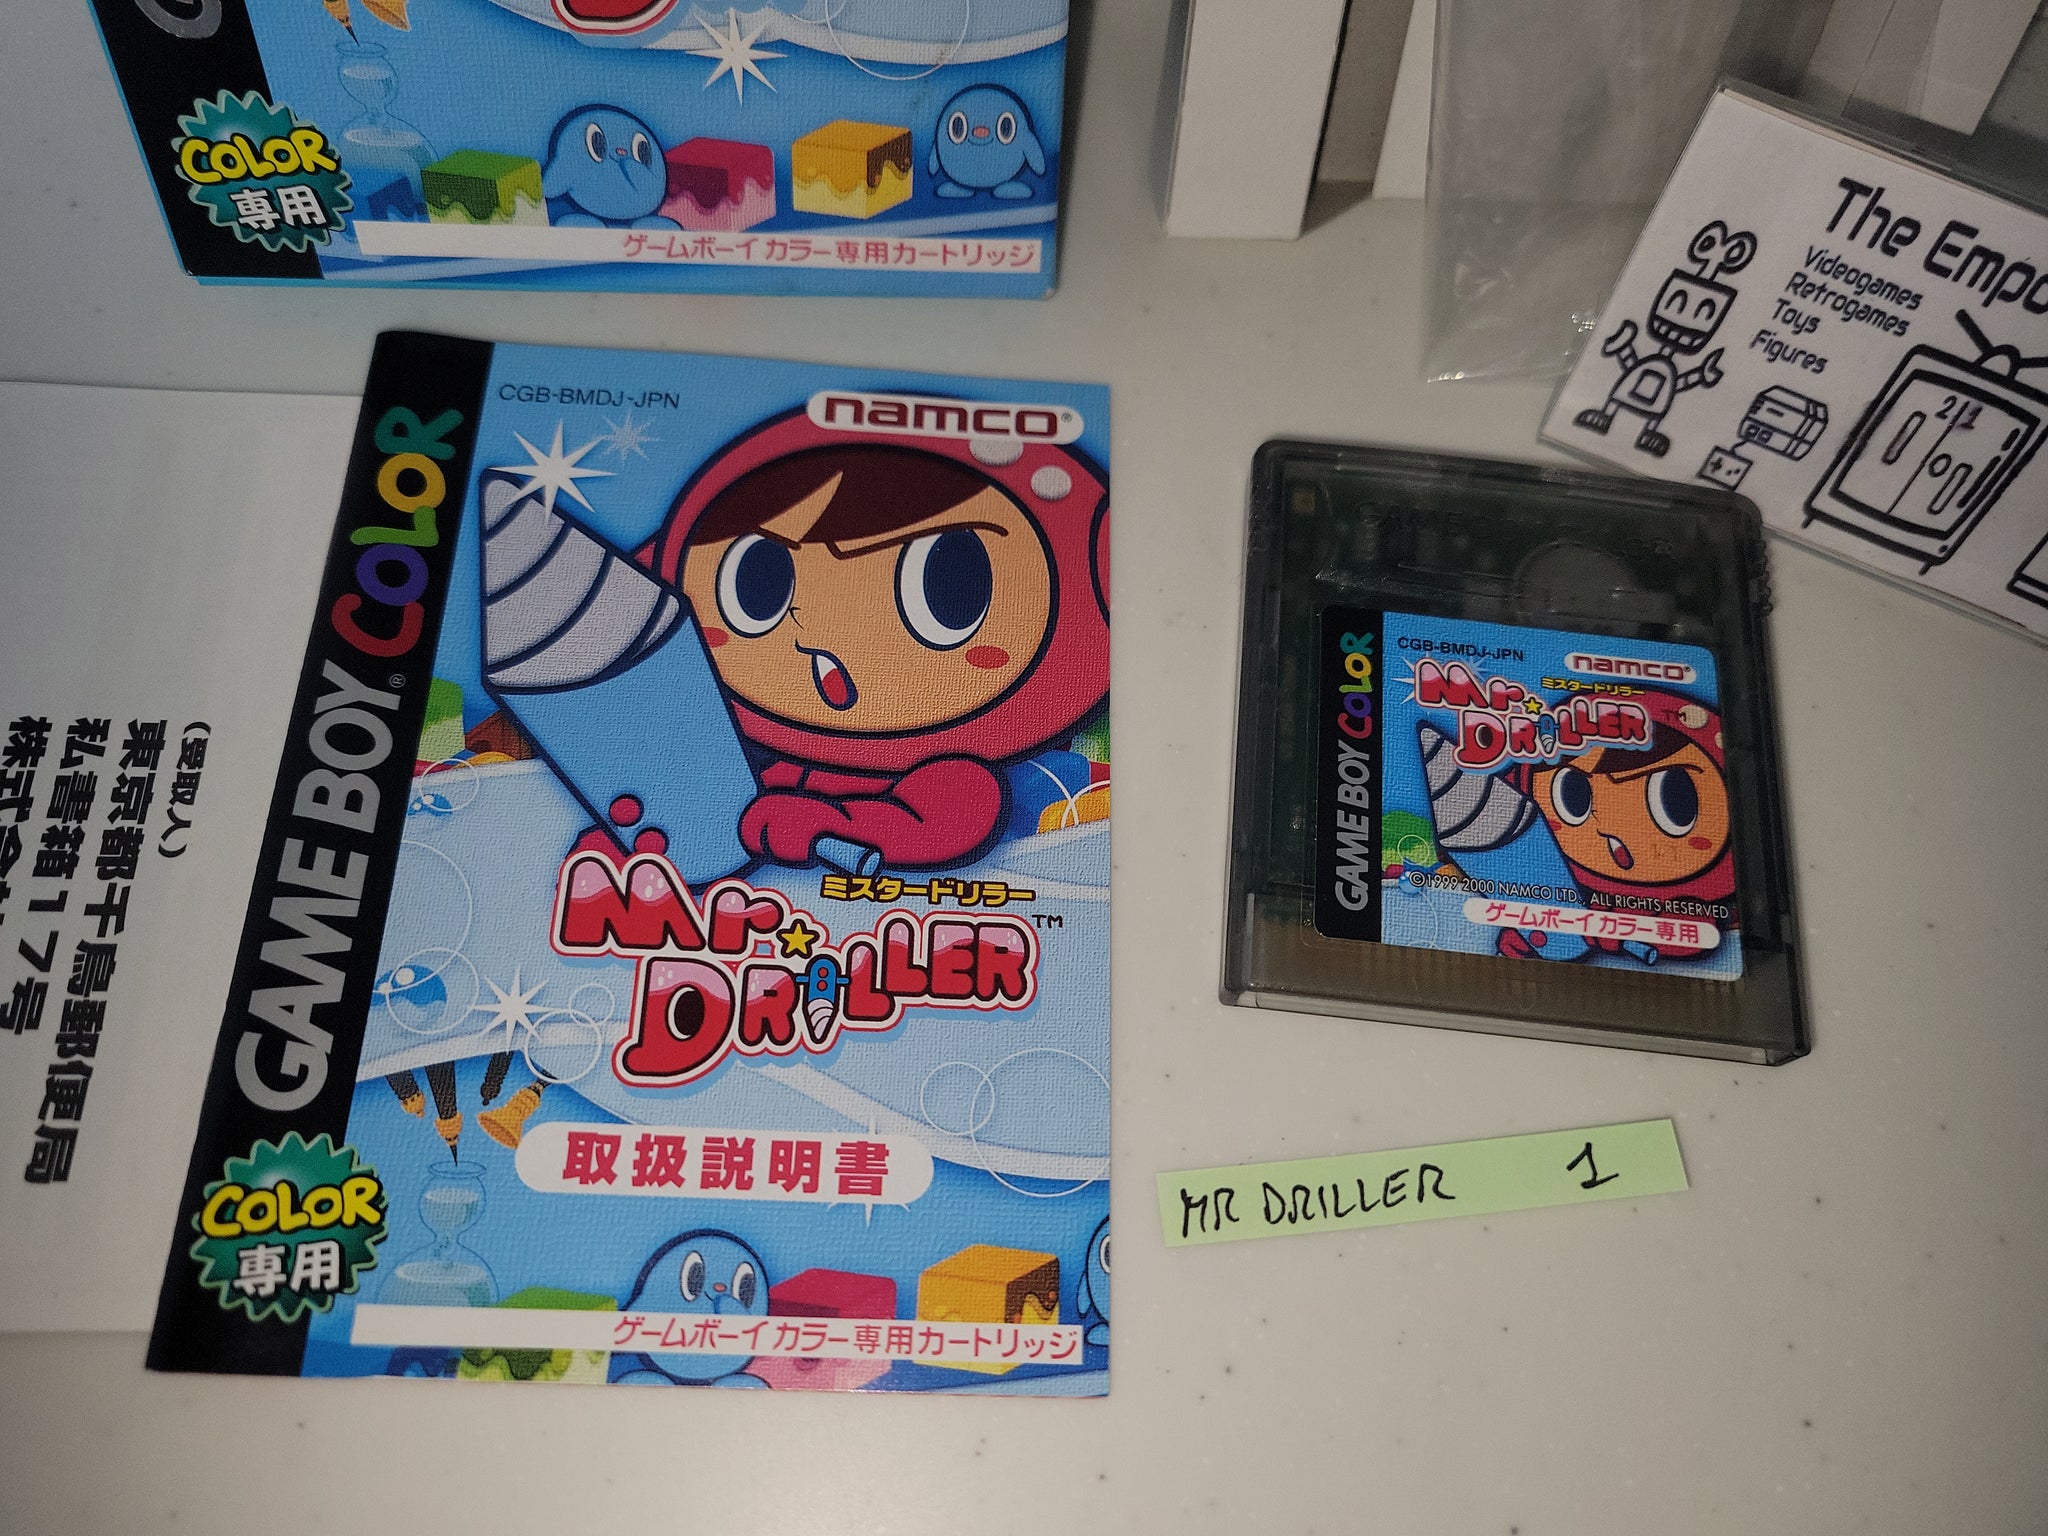 COLOR
専用
ゲームボーイカラー専用カートリッジ
The
Videogames
Retrogames
Toys
Figures
2 1
(受取人)
東京都千鳥郵便局
私書箱17号
GAME BOY COLOR
CGB-BMDJ-JPN
namco®
ミスタードリラー
Mr. DRILLER™
取扱説明書
COLOR
専用
ゲームボーイカラー専用カートリッジ
GAME BOY COLOR
CGB-BMDJ-JPN
namco®
ミスタードリラー
Mr. DRILLER™
©1999 2000 NAMCO LTD., ALL RIGHTS RESERVED
ゲームボーイカラー専用
MR DRILLER 1